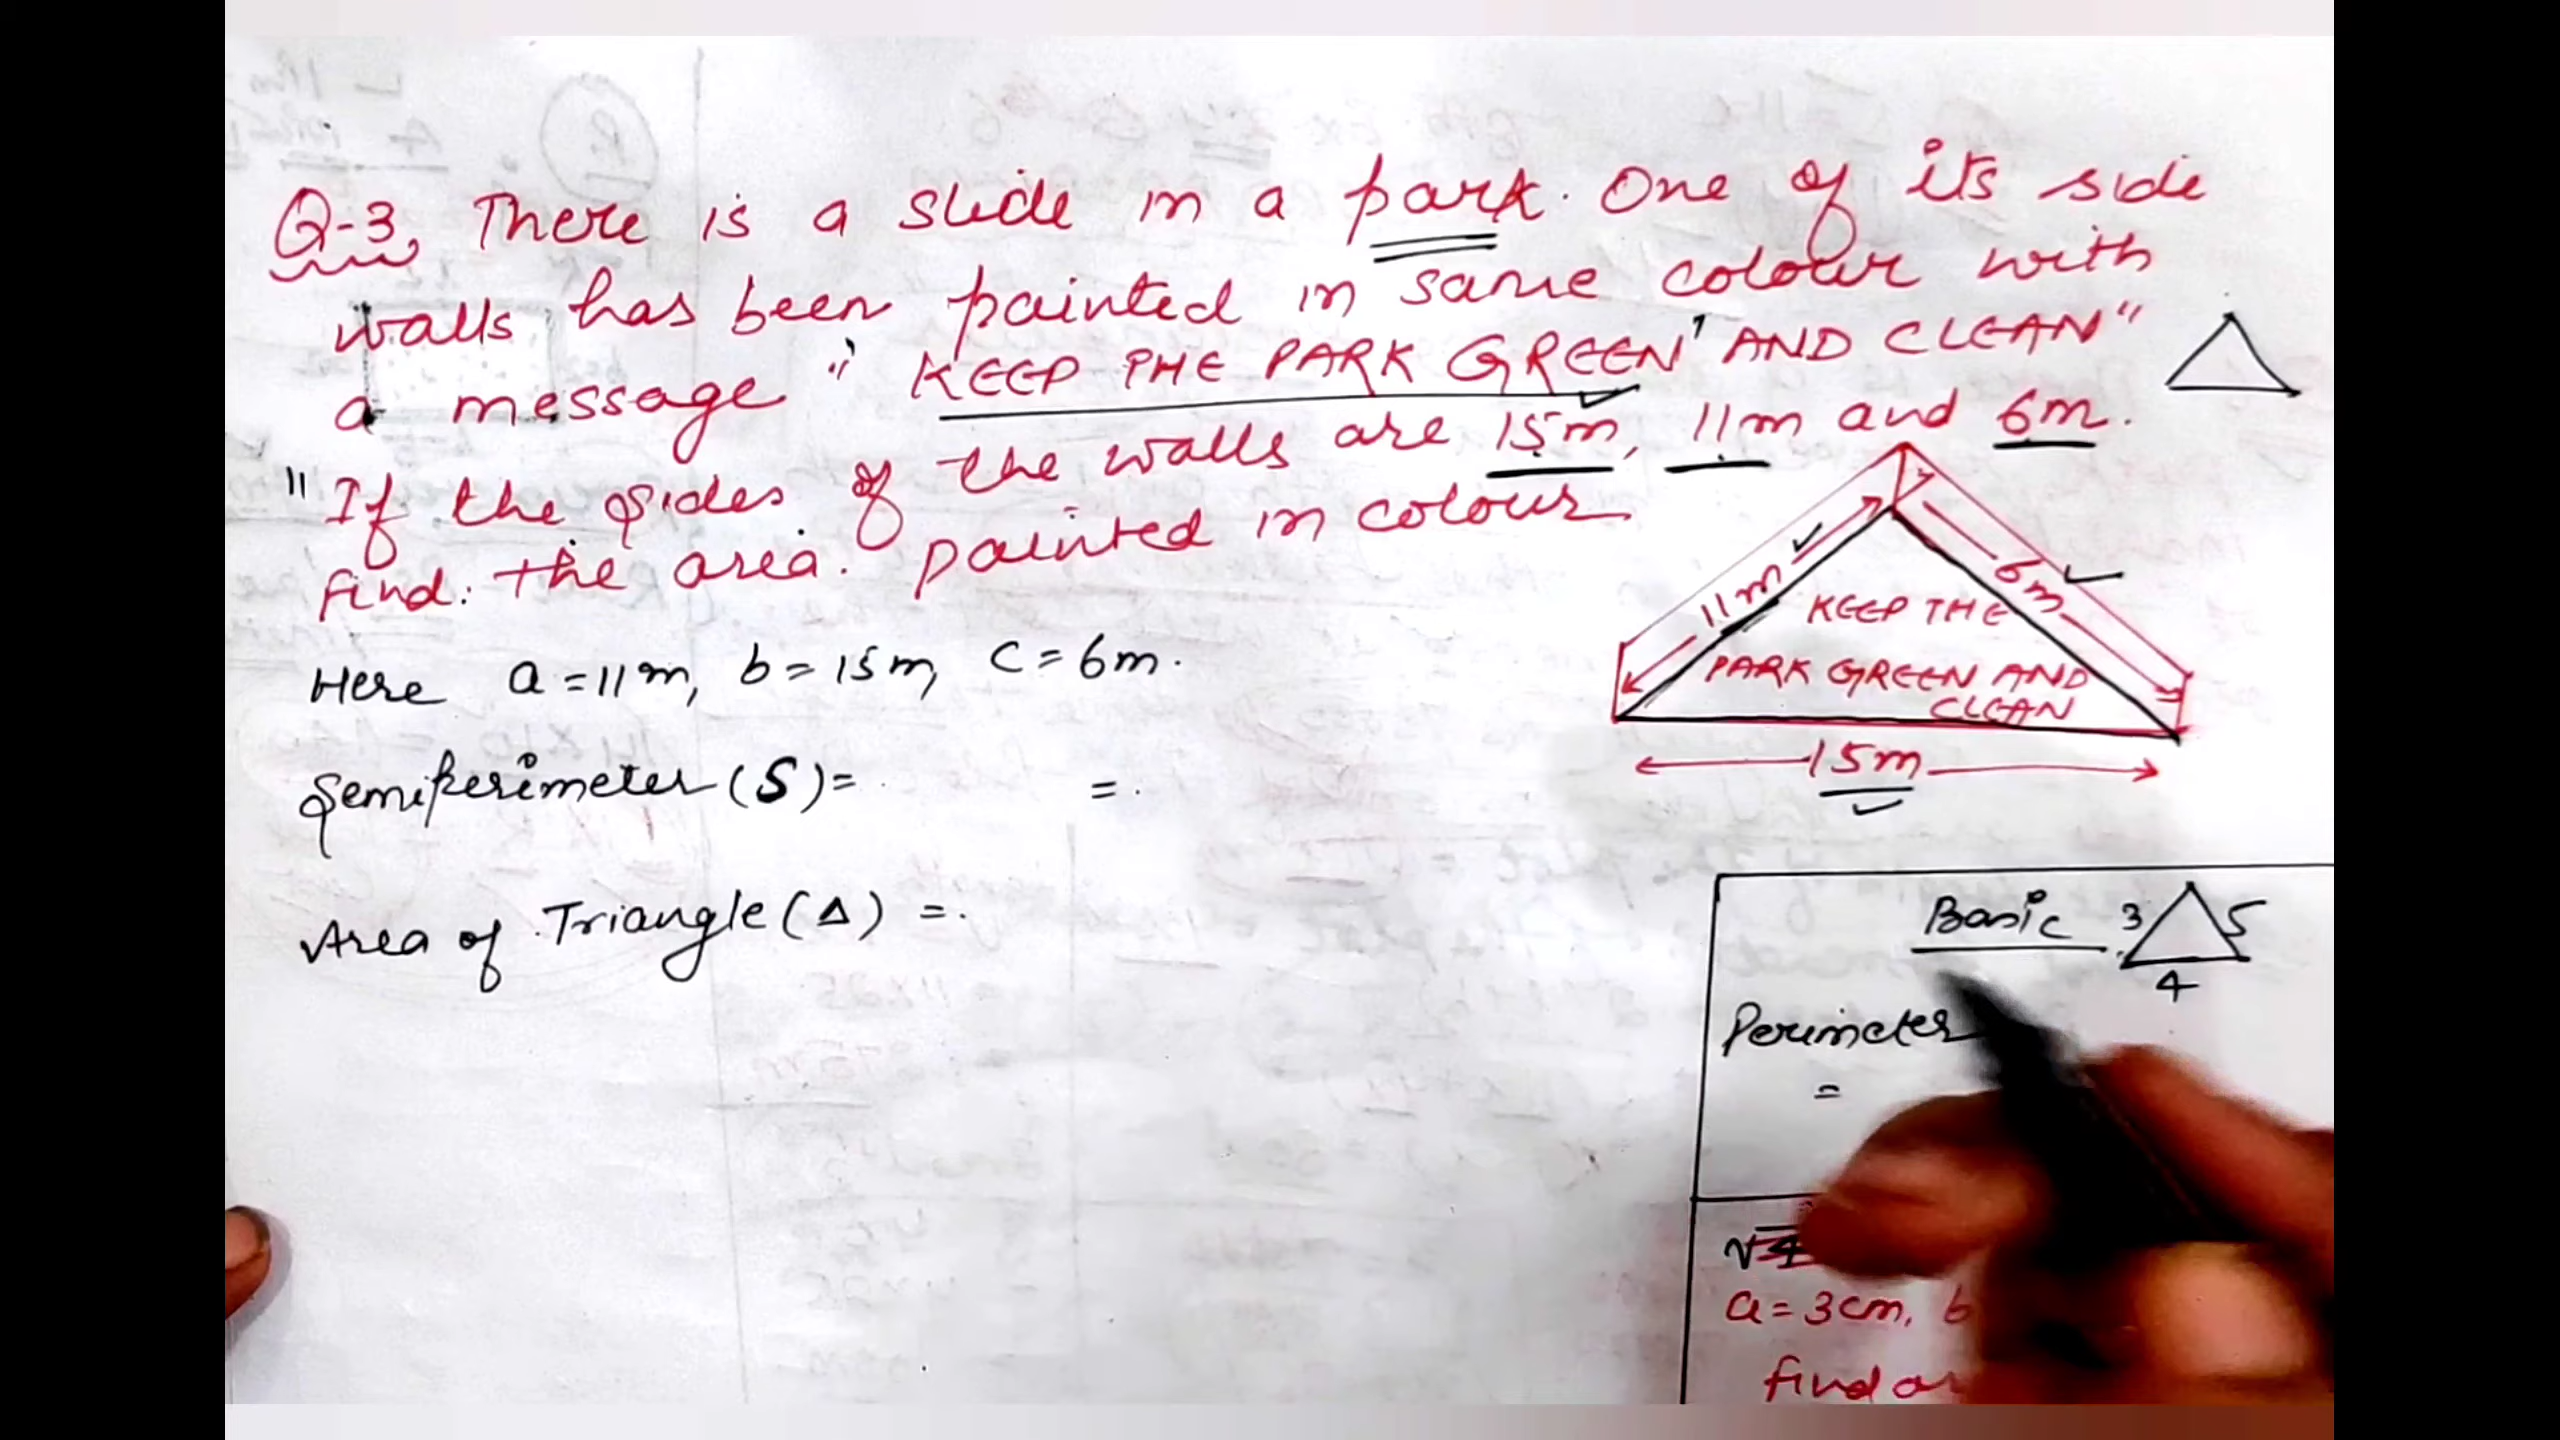 Q-3, There is a slide in a park. One of its side
walls has been painted in same colour with
a message " KEEP THE PARK GREEN' AND CLEAN"
" If the sides of the walls are 15m, 11m and 6m.
find: the area. painted in colour
11m
6m
KEEP THE
PARK GREEN AND
CLEAN
15m
Here a = 11m, b = 15m, c = 6m.
Semiperimeter (S) = =
Area of Triangle (Δ) =
Basic
3 5
4
Perimeter
=
√4
a = 3cm, b
find